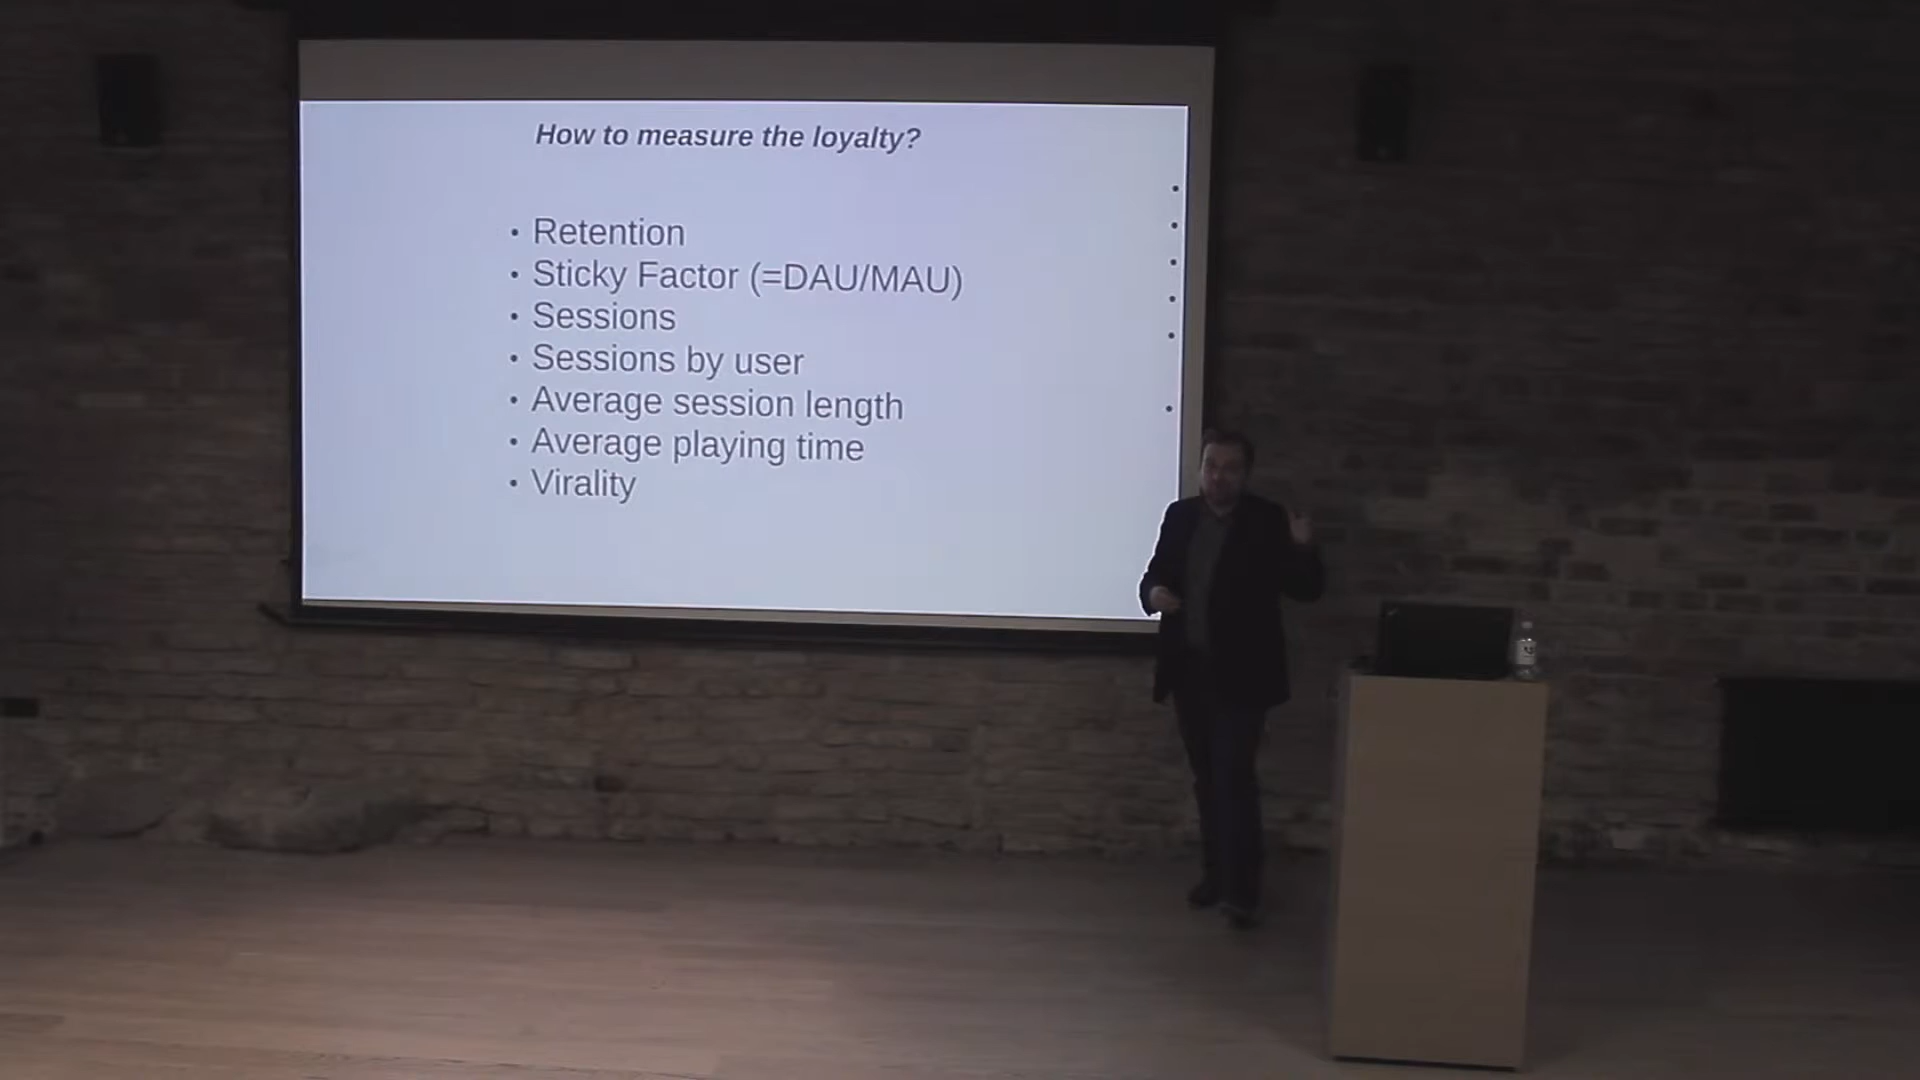 How to measure the loyalty?
• Retention
• Sticky Factor (=DAU/MAU)
• Sessions
• Sessions by user
• Average session length
• Average playing time
• Virality